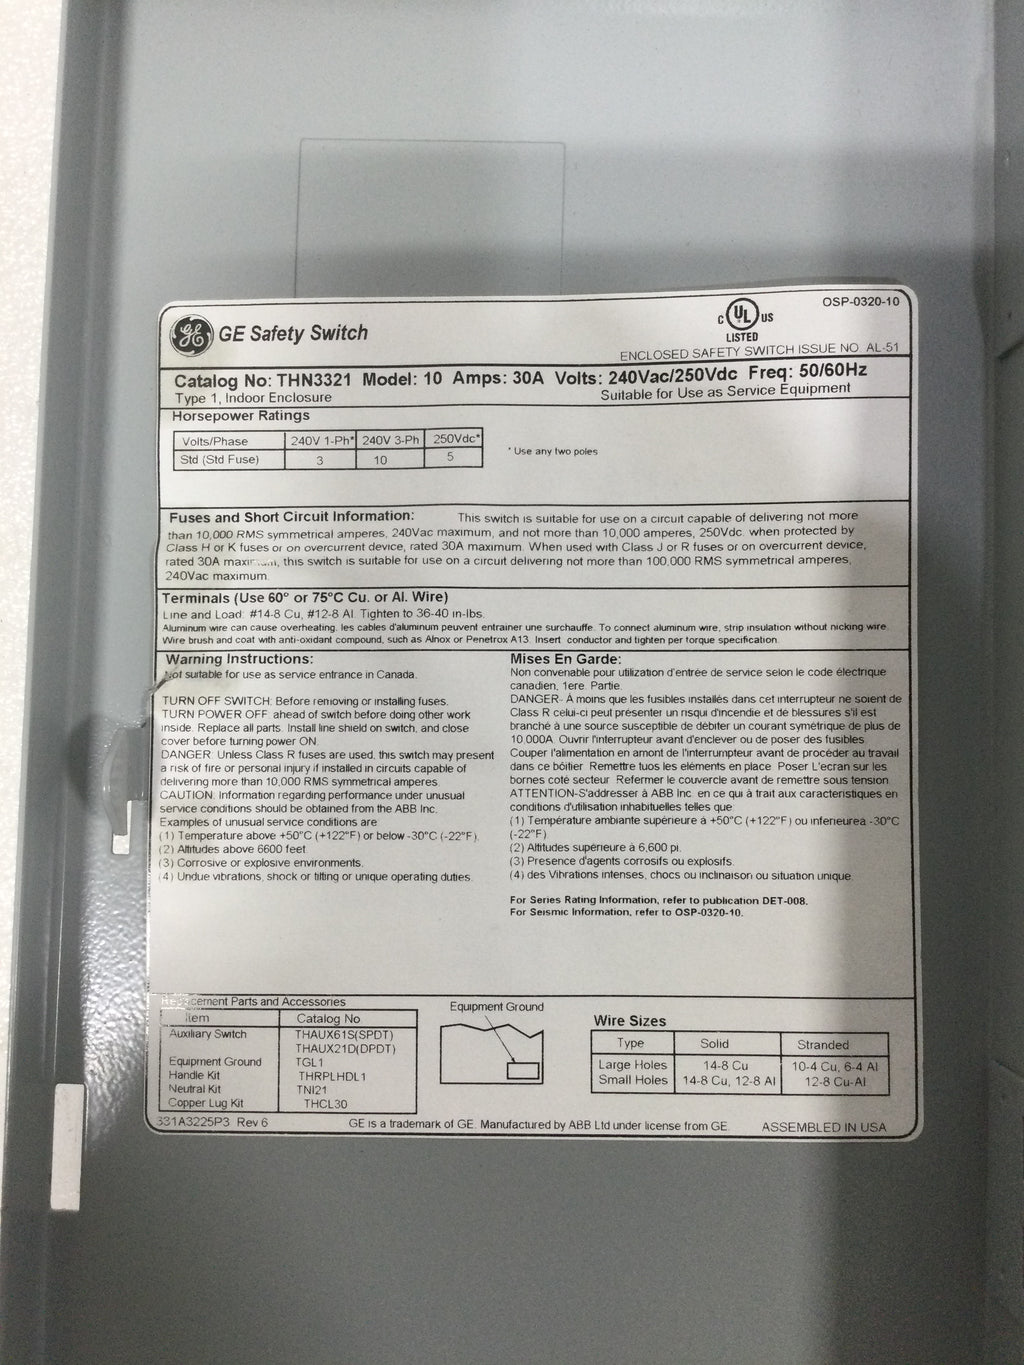 GE GE Safety Switch
c UL us
LISTED
OSP-0320-10
ENCLOSED SAFETY SWITCH ISSUE NO. AL-51
Catalog No: THN3321 Model: 10 Amps: 30A Volts: 240Vac/250Vdc Freq: 50/60Hz
Type 1, Indoor Enclosure Suitable for Use as Service Equipment
Horsepower Ratings
Volts/Phase 240V 1-Ph* 240V 3-Ph 250Vdc*
Std (Std Fuse) 3 10 5
* Use any two poles
Fuses and Short Circuit Information: This switch is suitable for use on a circuit capable of delivering not more
than 10,000 RMS symmetrical amperes, 240Vac maximum, and not more than 10,000 amperes, 250Vdc. when protected by
Class H or K fuses or on overcurrent device, rated 30A maximum. When used with Class J or R fuses or on overcurrent device,
rated 30A maximum, this switch is suitable for use on a circuit delivering not more than 100,000 RMS symmetrical amperes,
240Vac maximum.
Terminals (Use 60° or 75°C Cu. or Al. Wire)
Line and Load: #14-8 Cu, #12-8 Al. Tighten to 36-40 in-lbs.
Aluminum wire can cause overheating. les cables d'aluminum peuvent entrainer une surchauffe. To connect aluminum wire, strip insulation without nicking wire.
Wire brush and coat with anti-oxidant compound, such as Alnox or Penetrox A13. Insert conductor and tighten per torque specification.
Warning Instructions:
Not suitable for use as service entrance in Canada.
TURN OFF SWITCH: Before removing or installing fuses.
TURN POWER OFF: ahead of switch before doing other work
inside. Replace all parts. Install line shield on switch, and close
cover before turning power ON.
DANGER: Unless Class R fuses are used, this switch may present
a risk of fire or personal injury if installed in circuits capable of
delivering more than 10,000 RMS symmetrical amperes.
CAUTION: Information regarding performance under unusual
service conditions should be obtained from the ABB Inc.
Examples of unusual service conditions are:
(1) Temperature above +50°C (+122°F) or below -30°C (-22°F).
(2) Altitudes above 6600 feet.
(3) Corrosive or explosive environments.
(4) Undue vibrations, shock or tilting or unique operating duties.
Mises En Garde:
Non convenable pour utilization d'entrée de service selon le code électrique
canadien, 1ere. Partie.
DANGER- A moins que les fusibles installés dans cet interrupteur ne soient de
Class R celui-ci peut présenter un risqui d'incendie et de blessures s'il est
branché à une source susceptible de débiter un courant symétrique de plus de
10.000A. Ouvrir l'interrupteur avant d'enclever ou de poser des fusibles.
Couper l'alimentation en amont de l'interrumpteur avant de procéder au travail
dans ce bôitier. Remettre tuos les eléments en place. Poser L'ecran sur les
bornes coté secteur. Refermer le couvercle avant de remettre sous tension.
ATTENTION-S'addresser à ABB Inc. en ce qui à trait aux caracteristiques en
conditions d'utilisation inhabituelles telles que:
(1) Température ambiante supérieure à +50°C (+122°F) ou inferieurea -30°C
(-22°F).
(2) Altitudes supérieure à 6,600 pi.
(3) Presence d'agents corrosifs ou explosifs.
(4) des Vibrations intenses, chocs ou inclinaison ou situation unique.
For Series Rating Information, refer to publication DET-008.
For Seismic Information, refer to OSP-0320-10.
Replacement Parts and Accessories
Item Catalog No.
Auxiliary Switch THAUX61S(SPDT)
THAUX21D(DPDT)
Equipment Ground TGL1
Handle Kit THRPLHDL1
Neutral Kit TNI21
Copper Lug Kit THCL30
Equipment Ground
Wire Sizes
Type Solid Stranded
Large Holes 14-8 Cu 10-4 Cu, 6-4 Al
Small Holes 14-8 Cu, 12-8 Al 12-8 Cu-Al
331A3225P3 Rev 6 GE is a trademark of GE. Manufactured by ABB Ltd under license from GE. ASSEMBLED IN USA